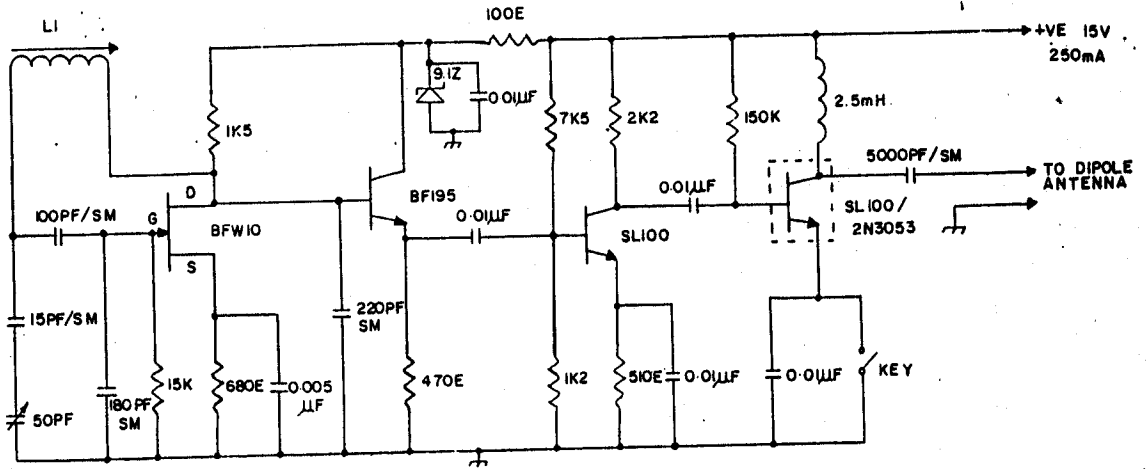 L1
100E
+VE 15V
250mA
9.1Z
0.01µF
1K5
7K5
2K2
150K
2.5mH
5000PF/SM
TO DIPOLE
ANTENNA
D
100PF/SM
G
BFW10
S
BF195
0.01µF
0.01µF
SL100
SL100/
2N3053
15PF/SM
220PF
SM
50PF
180PF
SM
15K
680E
0.005
µF
470E
1K2
510E
0.01µF
0.01µF
KEY